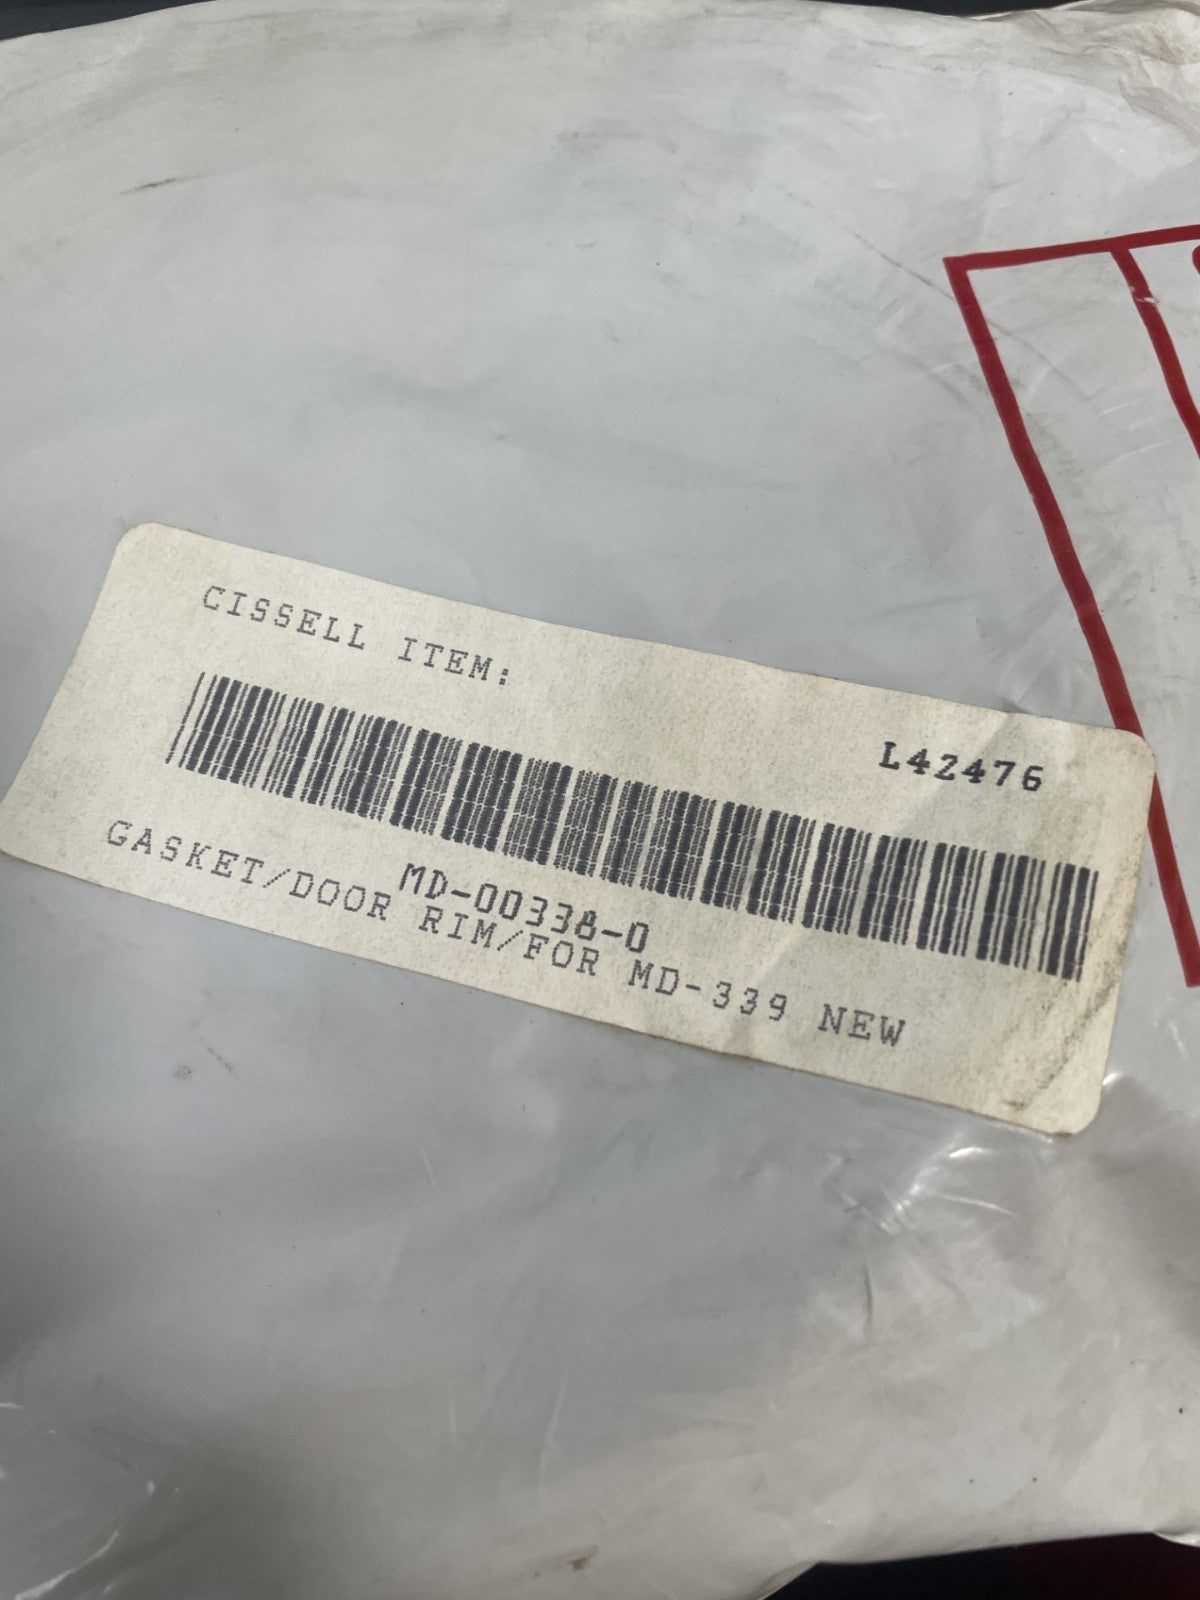 CISSELL ITEM:
L42476
MD-00338-0
GASKET/DOOR RIM/FOR MD-339 NEW